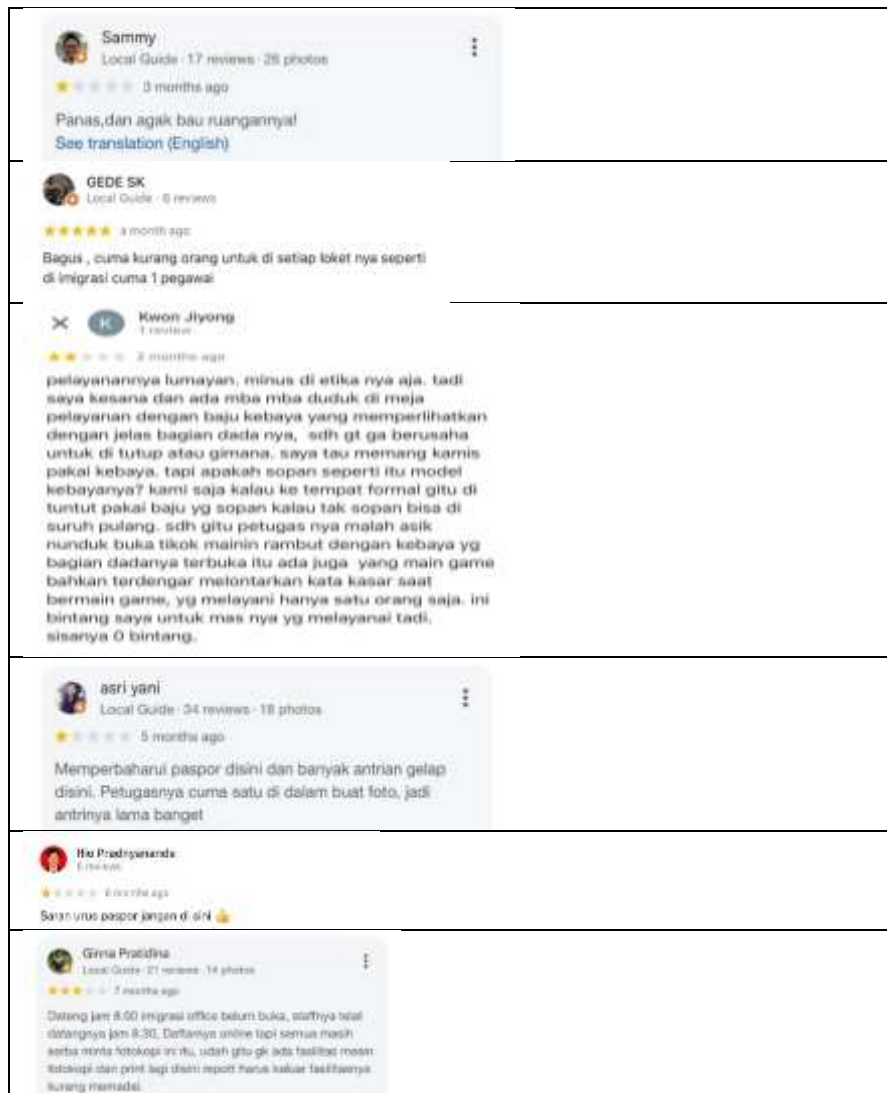 Sammy
Local Guide · 17 reviews · 26 photos
3 months ago
Panas,dan agak bau ruangannya!
See translation (English)
GEDE SK
Local Guide · 6 reviews
a month ago
Bagus , cuma kurang orang untuk di setiap loket nya seperti
di imigrasi cuma 1 pegawai
K
Kwon Jiyong
1 review
2 months ago
pelayanannya lumayan. minus di etika nya aja. tadi
saya kesana dan ada mba mba duduk di meja
pelayanan dengan baju kebaya yang memperlihatkan
dengan jelas bagian dada nya, sdh gt ga berusaha
untuk di tutup atau gimana. saya tau memang kamis
pakai kebaya. tapi apakah sopan seperti itu model
kebayanya? kami saja kalau ke tempat formal gitu di
tuntut pakai baju yg sopan kalau tak sopan bisa di
suruh pulang. sdh gitu petugas nya malah asik
nunduk buka tikok mainin rambut dengan kebaya yg
bagian dadanya terbuka itu ada juga yang main game
bahkan terdengar melontarkan kata kasar saat
bermain game, yg melayani hanya satu orang saja. ini
bintang saya untuk mas nya yg melayanai tadi.
sisanya 0 bintang.
asri yani
Local Guide · 34 reviews · 18 photos
5 months ago
Memperbaharui paspor disini dan banyak antrian gelap
disini. Petugasnya cuma satu di dalam buat foto, jadi
antrinya lama banget
Pradnyananda
6 reviews
months ago
Saran urus paspor jangan di sini 👍
Ginna Pratidina
Local Guide · 21 reviews · 14 photos
7 months ago
Datang jam 8.00 imigrasi office belum buka, staffnya telat
datangnya jam 8.30. Daftarnya online tapi semua masih
serba minta fotokopi ini itu, udah gitu gk ada fasilitas mesin
fotokopi dan print lagi disini repott harus keluar fasilitasnya
kurang memadai.